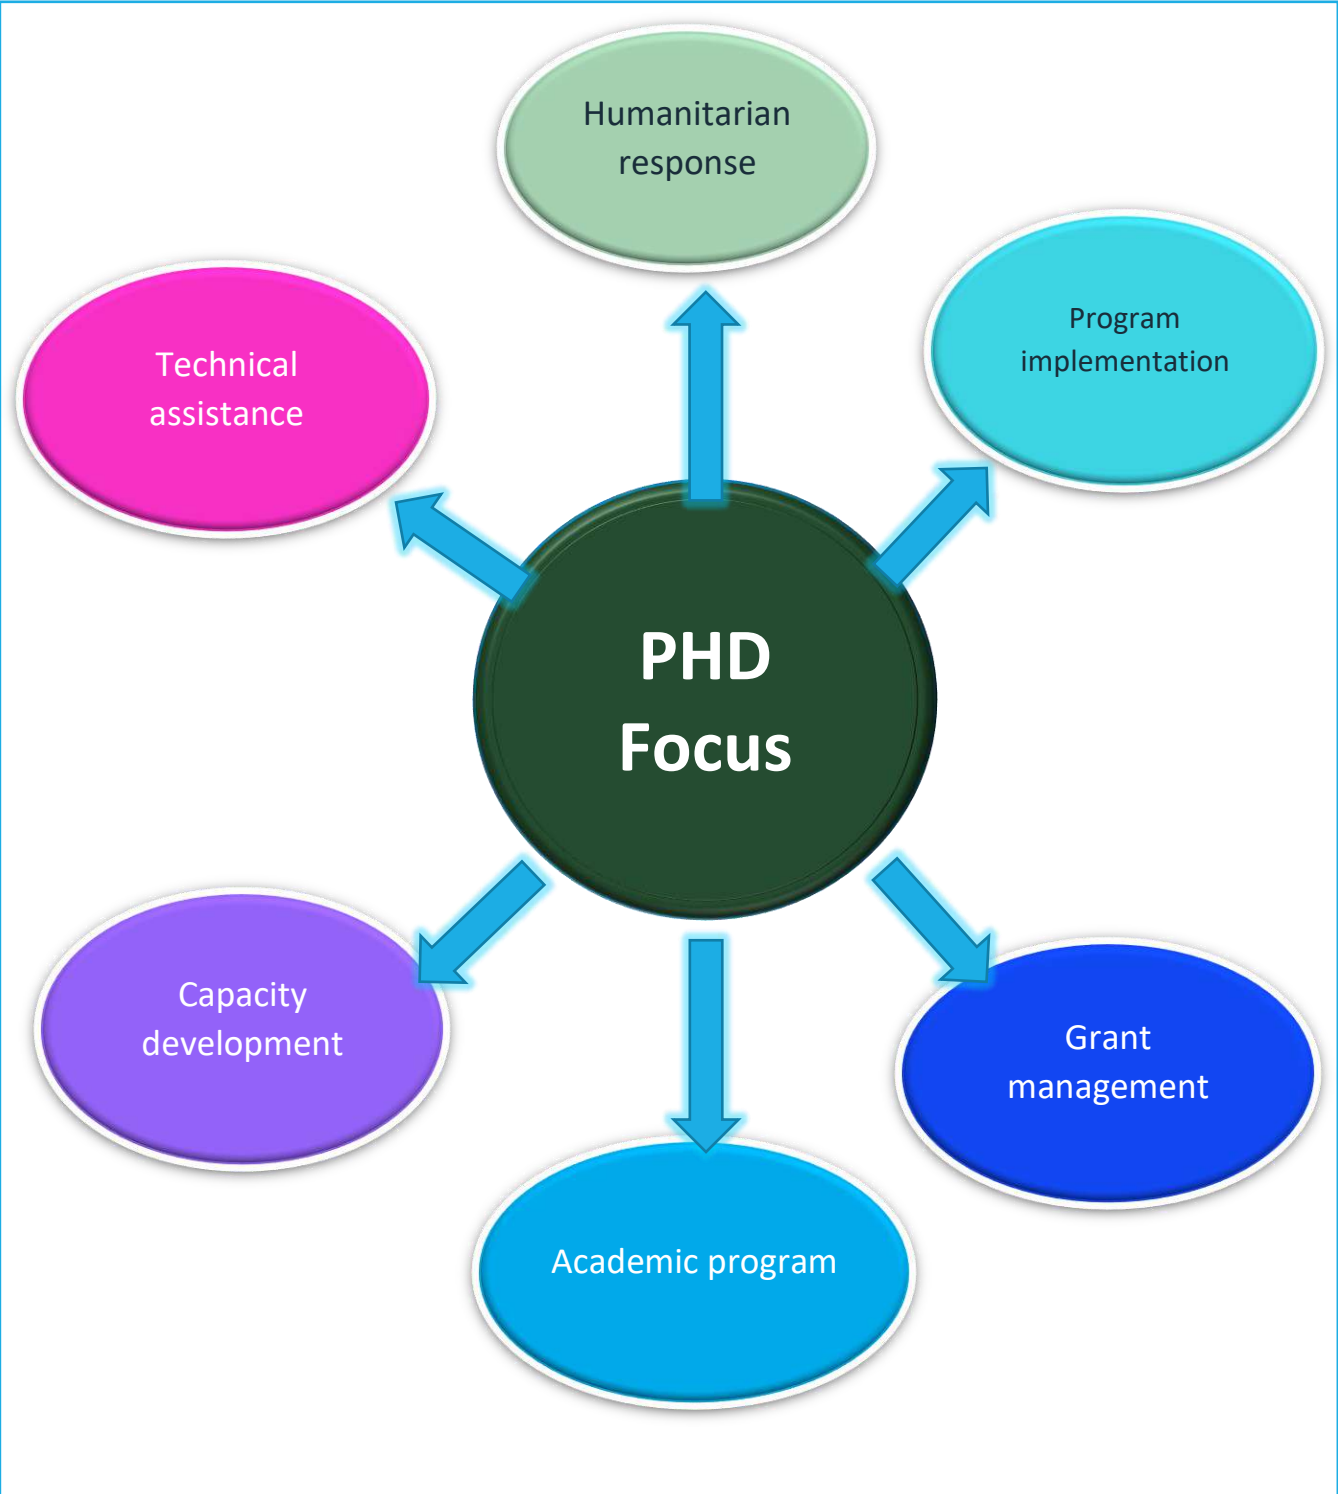 Humanitarian
response
Program
implementation
Technical
assistance
PHD
Focus
Capacity
development
Grant
management
Academic program